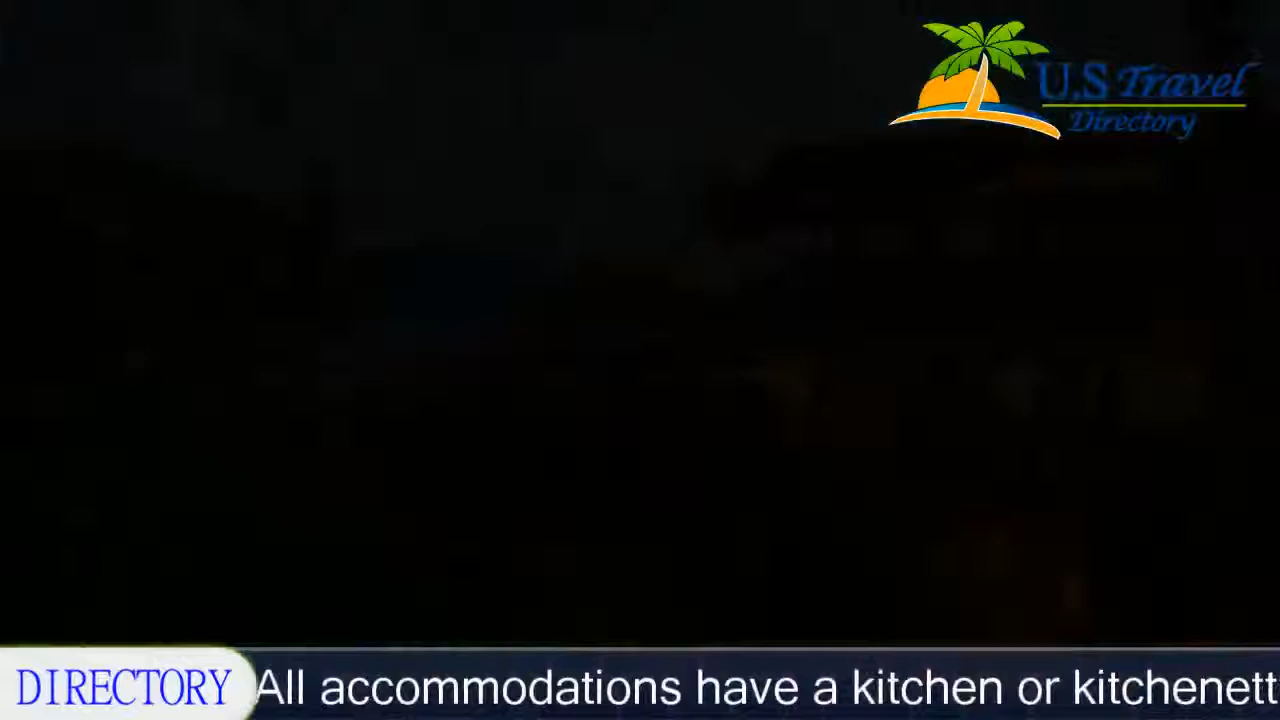 U.S Travel
Directory
DIRECTORY
All accommodations have a kitchen or kitchenett